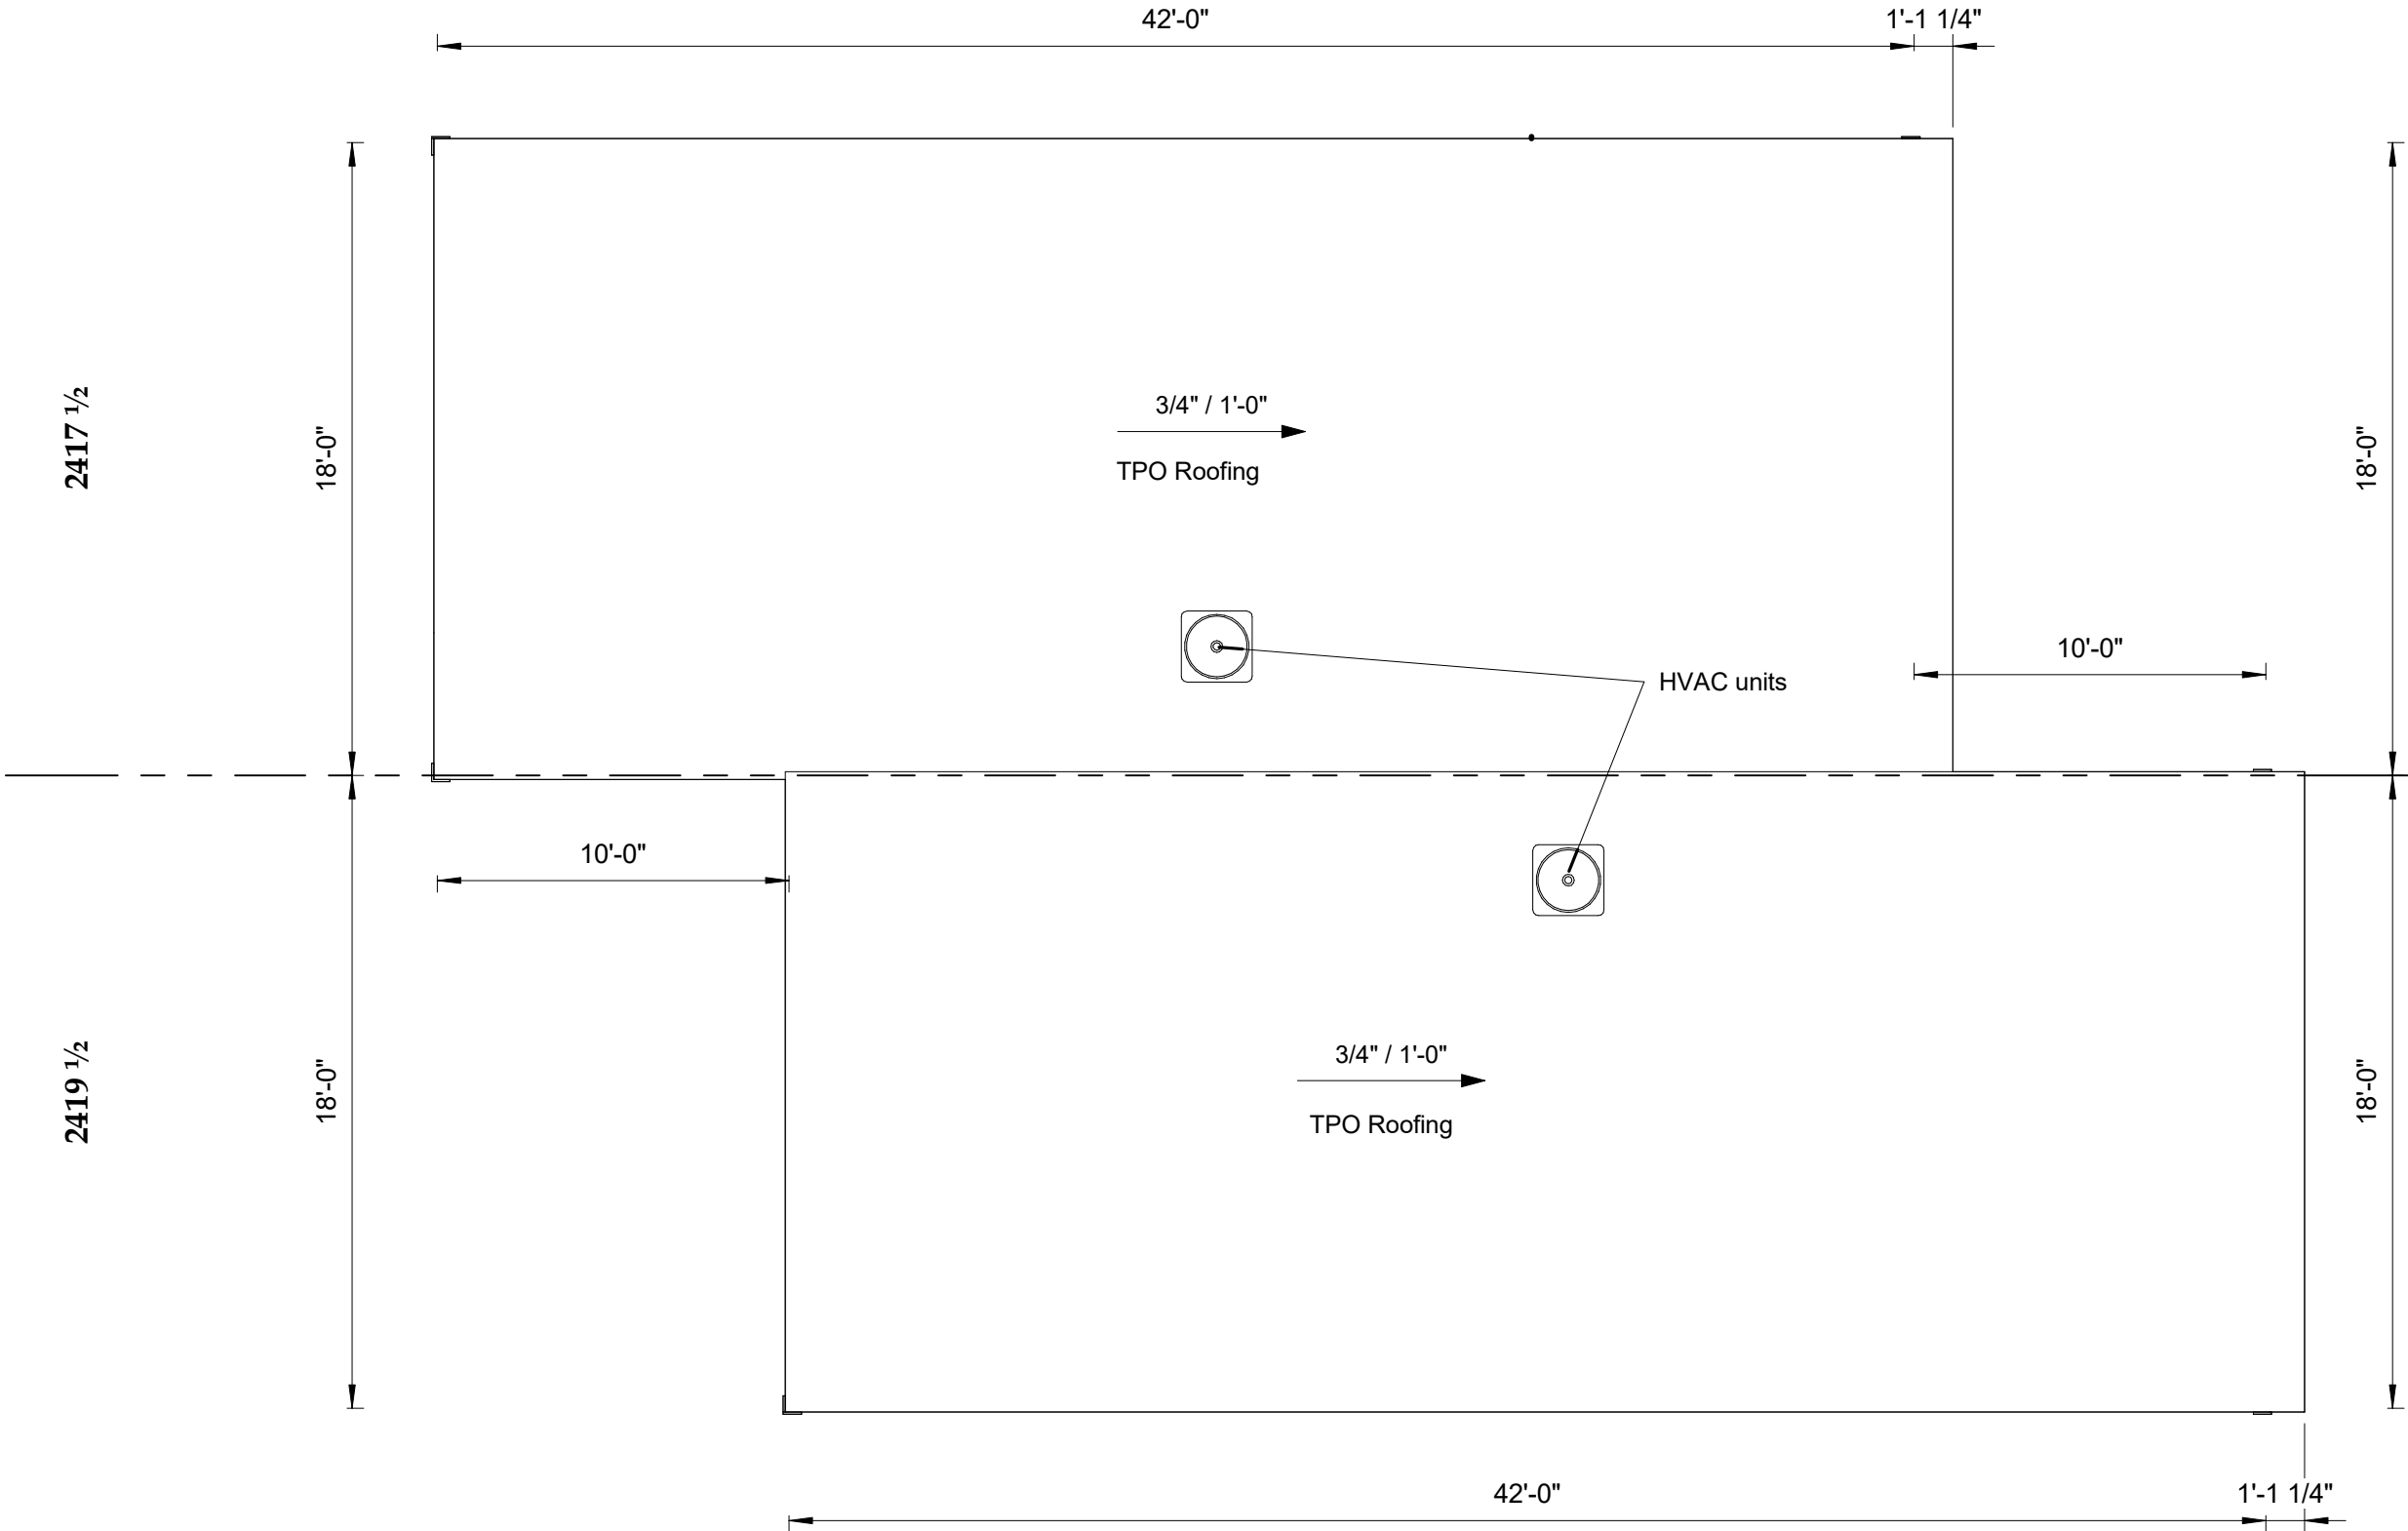 42'-0"
1'-1 1/4"
2417 ½
18'-0"
3/4" / 1'-0"
TPO Roofing
18'-0"
10'-0"
HVAC units
10'-0"
2419 ½
18'-0"
3/4" / 1'-0"
TPO Roofing
18'-0"
42'-0"
1'-1 1/4"